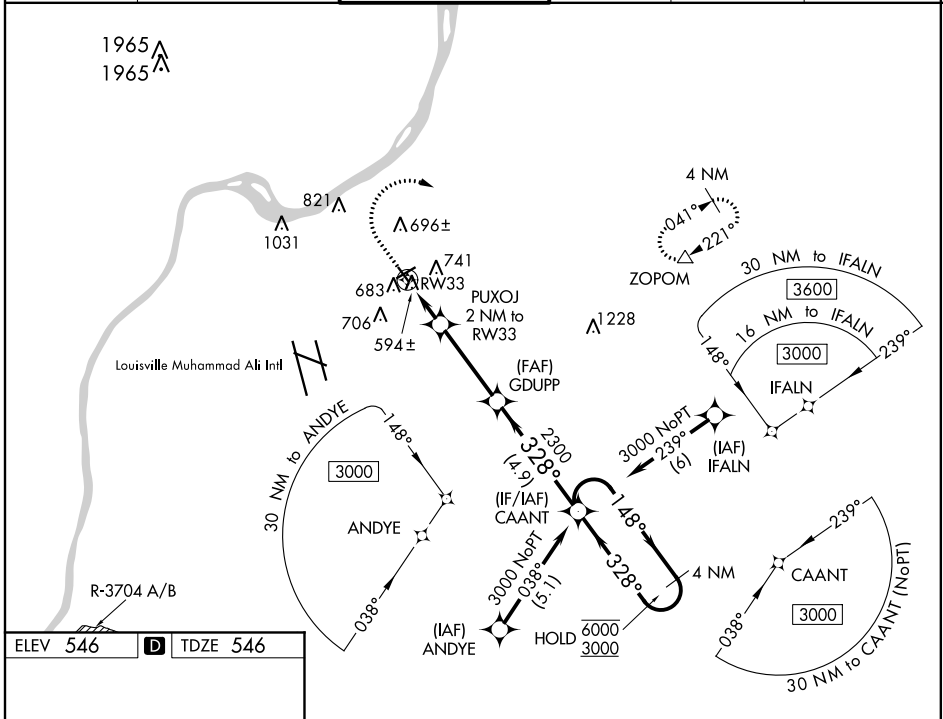 1965
1965
4 NM
821
041°
696±
1031
221°
ZOPOM
30 NM to IFALN
741
3600
683
RW33
PUXOJ
2 NM to
RW33
16 NM to IFALN
706
1228
3000
148°
239°
594±
Louisville Muhammad Ali Intl
(FAF)
GDUPP
IFALN
30 NM to ANDYE
148°
3000 NoPT
239°
(6)
(IAF)
IFALN
2300
328°
(4.9)
3000
(IF/IAF)
CAANT
148°
239°
ANDYE
3000 NoPT
038°
(5.1)
328°
4 NM
CAANT
R-3704 A/B
038°
038°
3000
(IAF)
ANDYE
HOLD
6000
3000
30 NM to CAANT (NoPT)
ELEV 546 D TDZE 546